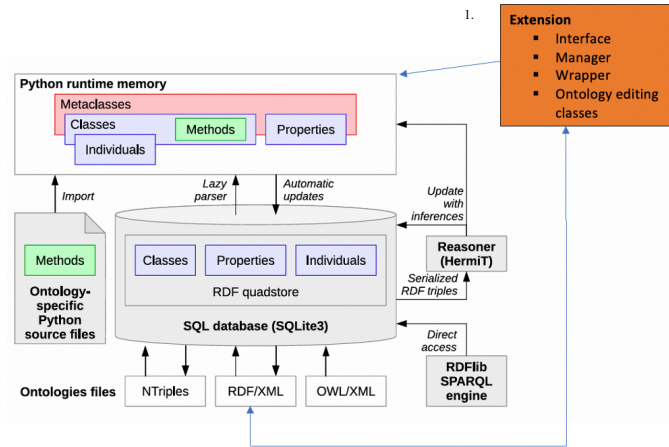 1.
Extension
▪ Interface
▪ Manager
▪ Wrapper
▪ Ontology editing
classes
Python runtime memory
Metaclasses
Classes
Methods
Properties
Individuals
Import
Lazy
parser
Automatic
updates
Update
with
inferences
Methods
Ontology-
specific
Python
source files
Classes
Properties
Individuals
RDF quadstore
SQL database (SQLite3)
Reasoner
(HermiT)
Serialized
RDF triples
Direct
access
RDFlib
SPARQL
engine
Ontologies files
NTriples
RDF/XML
OWL/XML